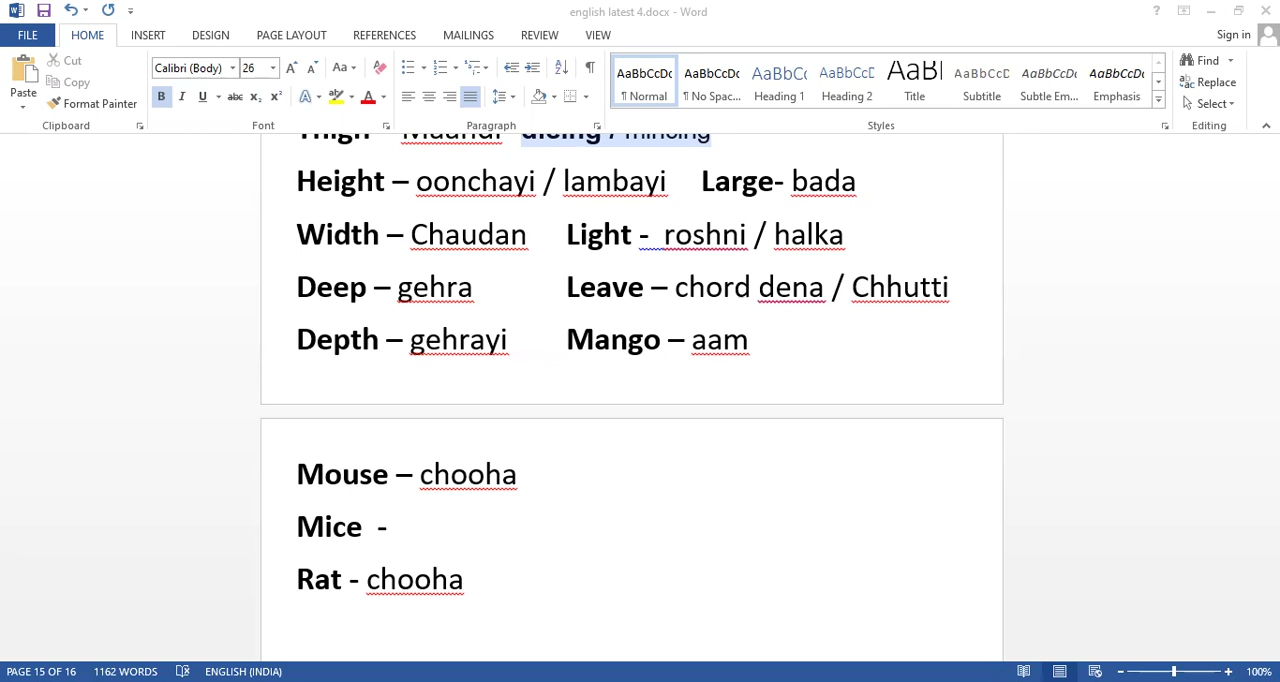 english latest 4.docx - Word
FILE HOME INSERT DESIGN PAGE LAYOUT REFERENCES MAILINGS REVIEW VIEW Sign in
Paste Cut Copy Format Painter Clipboard
Calibri (Body) 26 Font
Paragraph
AaBbCcDc ¶ Normal AaBbCcDc ¶ No Spac... AaBbCc Heading 1 AaBbCcE Heading 2 AaBl Title AaBbCcD Subtitle AaBbCcDc Subtle Em... AaBbCcDc Emphasis Styles
Find Replace Select Editing
Thigh – dicing / mincing
Height – oonchayi / lambayi Large- bada
Width – Chaudan Light - roshni / halka
Deep – gehra Leave – chord dena / Chhutti
Depth – gehrayi Mango – aam
Mouse – chooha
Mice -
Rat - chooha
PAGE 15 OF 16 1162 WORDS ENGLISH (INDIA) 100%